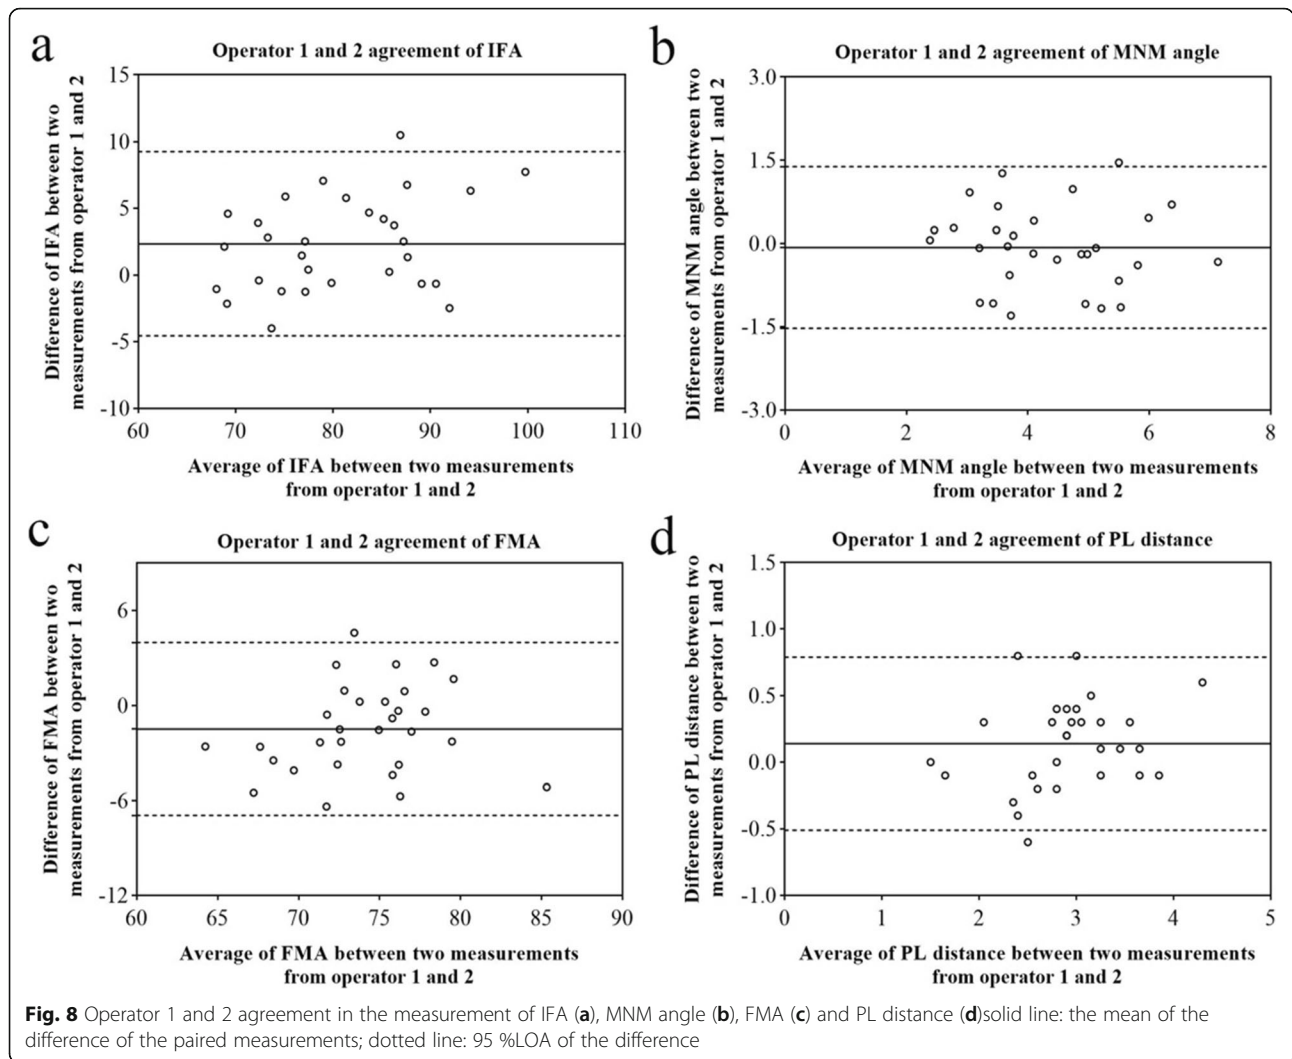 a
Operator 1 and 2 agreement of IFA
Difference of IFA between two
measurements from operator 1 and 2
15
10
5
0
-5
-10
60 70 80 90 100 110
Average of IFA between two measurements
from operator 1 and 2
b
Operator 1 and 2 agreement of MNM angle
Difference of MNM angle between two
measurements from operator 1 and 2
3.0
1.5
0.0
-1.5
-3.0
0 2 4 6 8
Average of MNM angle between two measurements
from operator 1 and 2
c
Operator 1 and 2 agreement of FMA
Difference of FMA between two
measurements from operator 1 and 2
6
0
-6
-12
60 65 70 75 80 85 90
Average of FMA between two measurements
from operator 1 and 2
d
Operator 1 and 2 agreement of PL distance
Difference of PL distance between two
measurements from operator 1 and 2
1.5
1.0
0.5
0.0
-0.5
-1.0
0 1 2 3 4 5
Average of PL distance between two measurements
from operator 1 and 2
Fig. 8 Operator 1 and 2 agreement in the measurement of IFA (a), MNM angle (b), FMA (c) and PL distance (d)solid line: the mean of the
difference of the paired measurements; dotted line: 95 %LOA of the difference